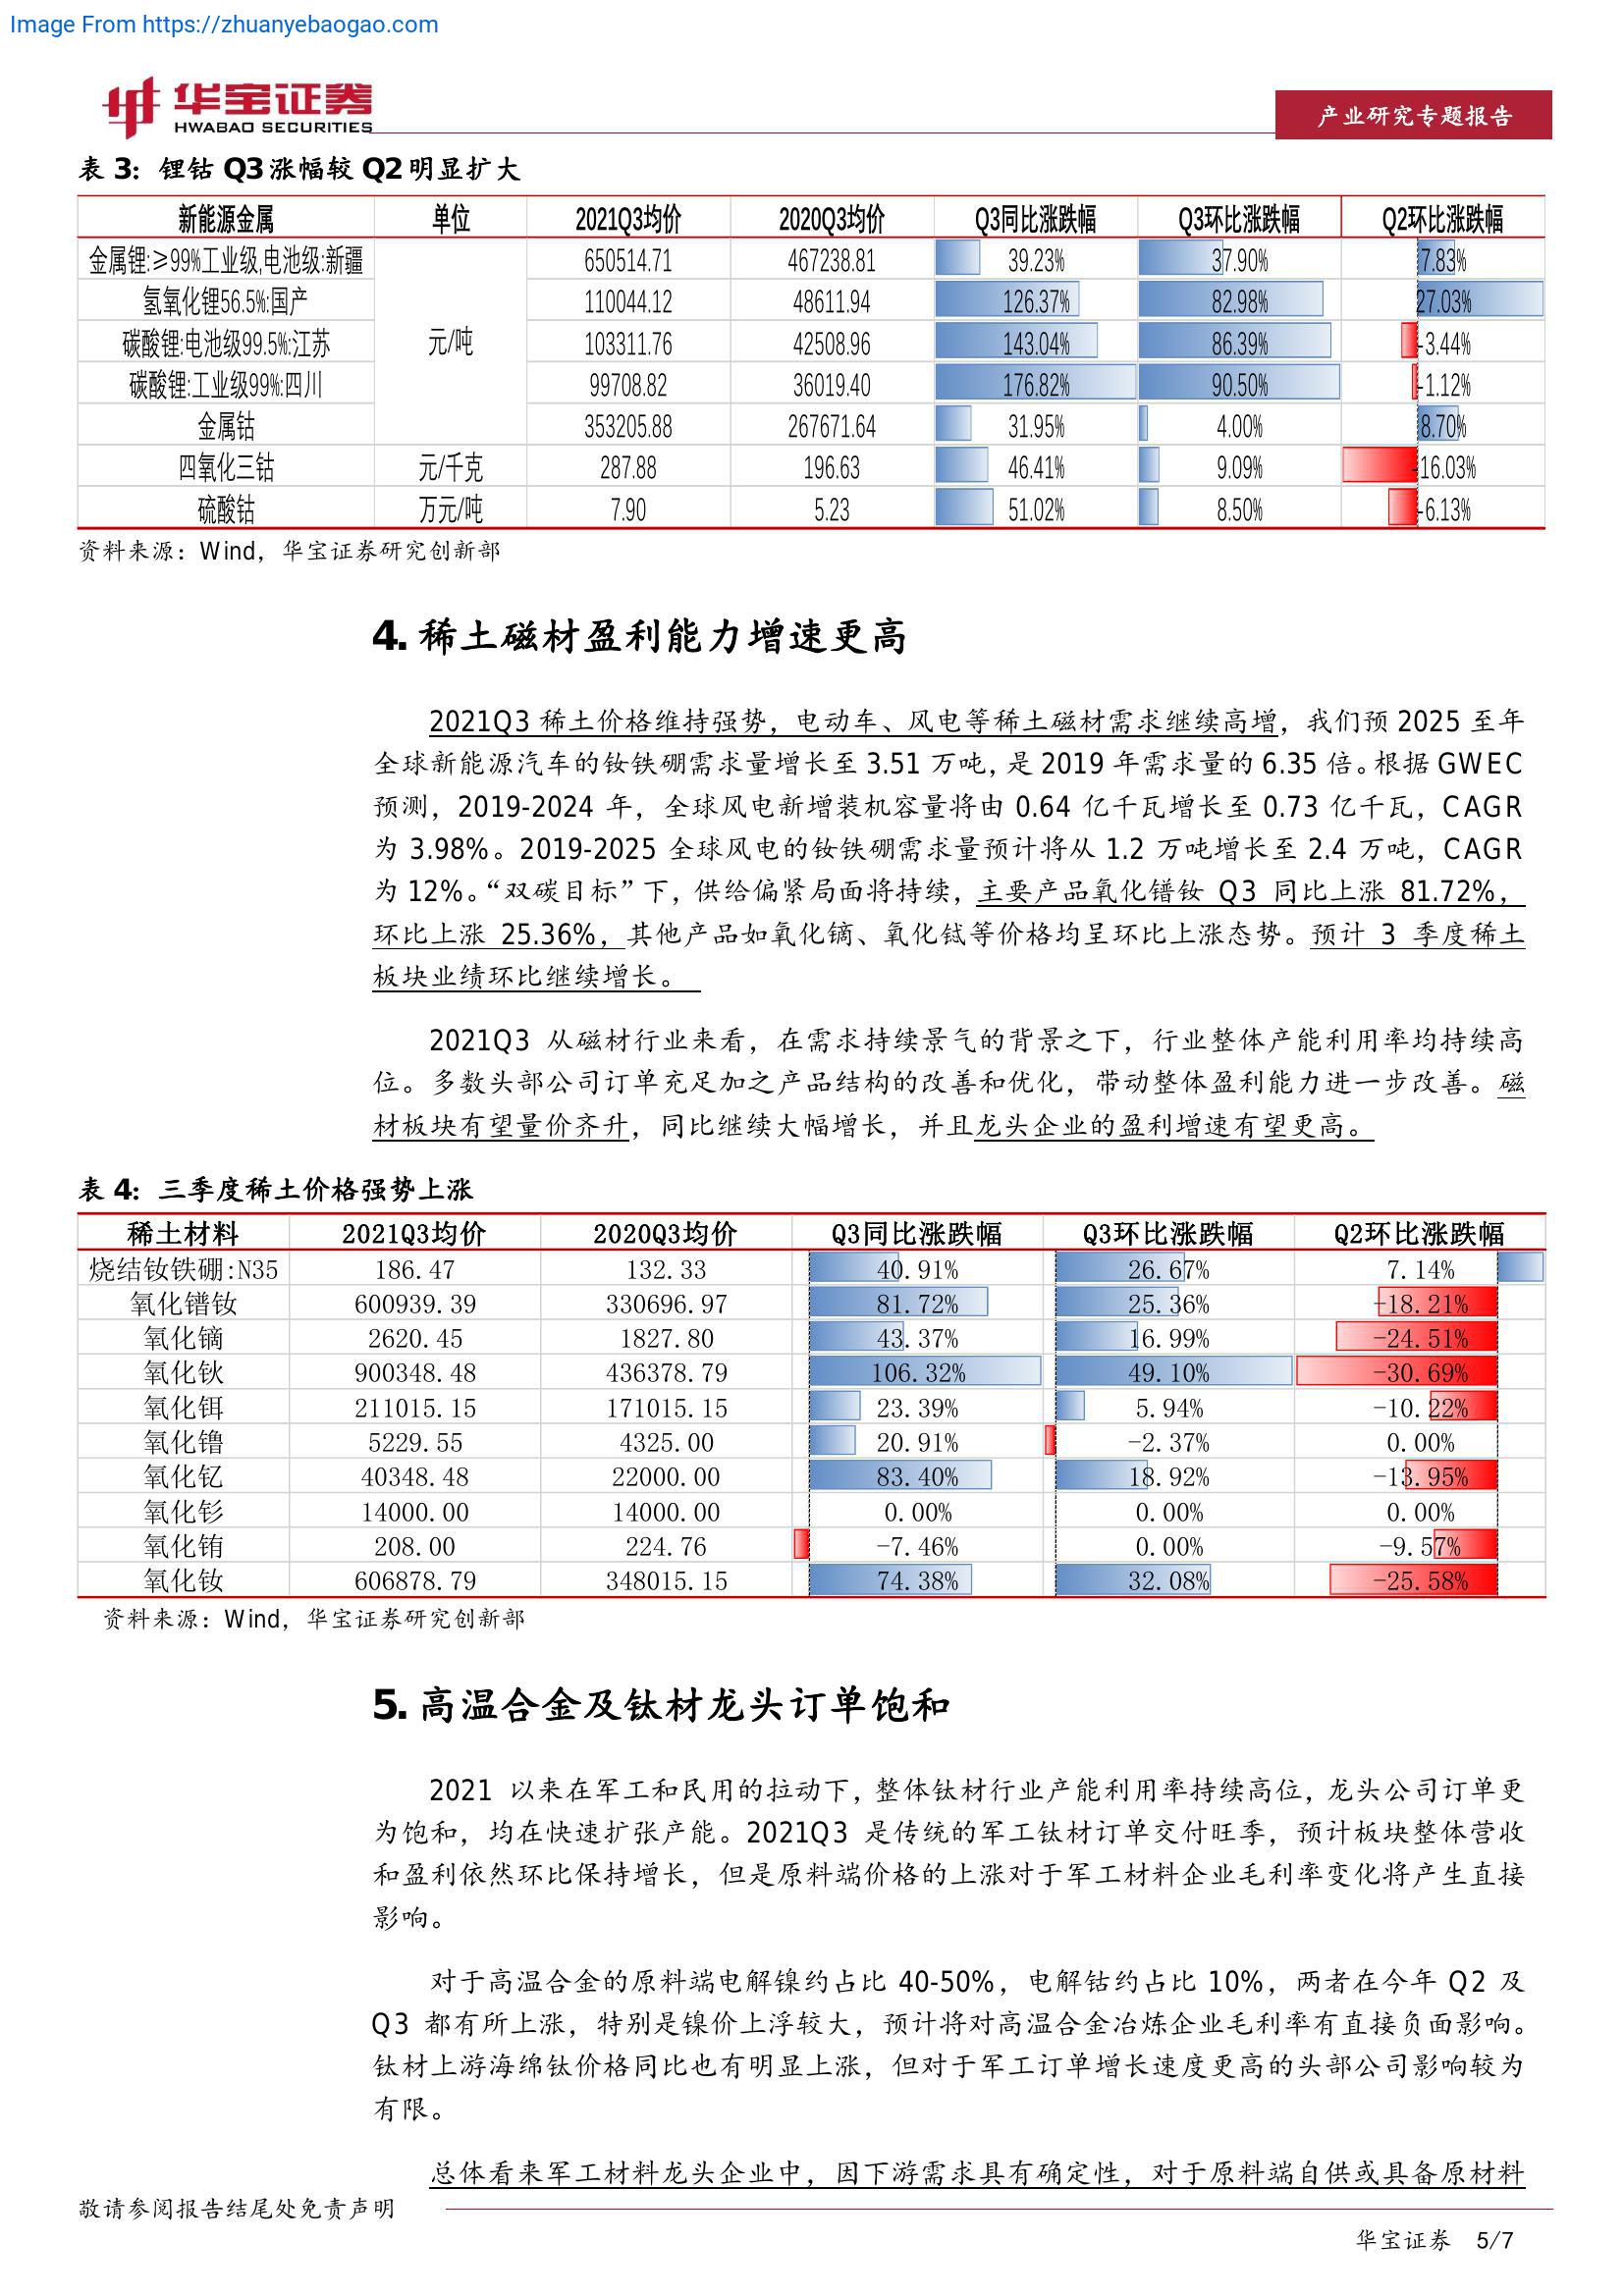 Image From https://zhuanyebaogao.com
华宝证券
HWABAO SECURITIES
产业研究专题报告
表 3: 锂钴 Q3涨幅较 Q2明显扩大
新能源金属 单位 2021Q3均价 2020Q3均价 Q3同比涨跌幅 Q3环比涨跌幅 Q2环比涨跌幅
金属锂:≥99%工业级,电池级:新疆 650514.71 467238.81 39.23% 37.90% 7.83%
氢氧化锂56.5%:国产 110044.12 48611.94 126.37% 82.98% 27.03%
碳酸锂:电池级99.5%:江苏 元/吨 103311.76 42508.96 143.04% 86.39% -3.44%
碳酸锂:工业级99%:四川 99708.82 36019.40 176.82% 90.50% -1.12%
金属钴 353205.88 267671.64 31.95% 4.00% 8.70%
四氧化三钴 元/千克 287.88 196.63 46.41% 9.09% -16.03%
硫酸钴 万元/吨 7.90 5.23 51.02% 8.50% -6.13%
资料来源：Wind，华宝证券研究创新部
4. 稀土磁材盈利能力增速更高
2021Q3 稀土价格维持强势，电动车、风电等稀土磁材需求继续高增，我们预 2025 至年
全球新能源汽车的钕铁硼需求量增长至 3.51 万吨，是 2019 年需求量的 6.35 倍。根据 GWEC
预测，2019-2024 年，全球风电新增装机容量将由 0.64 亿千瓦增长至 0.73 亿千瓦，CAGR
为 3.98%。2019-2025 全球风电的钕铁硼需求量预计将从 1.2 万吨增长至 2.4 万吨，CAGR
为 12%。“双碳目标”下，供给偏紧局面将持续，主要产品氧化镨钕 Q3 同比上涨 81.72%，
环比上涨 25.36%，其他产品如氧化镝、氧化铽等价格均呈环比上涨态势。预计 3 季度稀土
板块业绩环比继续增长。
2021Q3 从磁材行业来看，在需求持续景气的背景之下，行业整体产能利用率均持续高
位。多数头部公司订单充足加之产品结构的改善和优化，带动整体盈利能力进一步改善。磁
材板块有望量价齐升，同比继续大幅增长，并且龙头企业的盈利增速有望更高。
表 4: 三季度稀土价格强势上涨
稀土材料 2021Q3均价 2020Q3均价 Q3同比涨跌幅 Q3环比涨跌幅 Q2环比涨跌幅
烧结钕铁硼:N35 186.47 132.33 40.91% 26.67% 7.14%
氧化镨钕 600939.39 330696.97 81.72% 25.36% -18.21%
氧化镝 2620.45 1827.80 43.37% 16.99% -24.51%
氧化钬 900348.48 436378.79 106.32% 49.10% -30.69%
氧化铒 211015.15 171015.15 23.39% 5.94% -10.22%
氧化镥 5229.55 4325.00 20.91% -2.37% 0.00%
氧化钇 40348.48 22000.00 83.40% 18.92% -13.95%
氧化钐 14000.00 14000.00 0.00% 0.00% 0.00%
氧化铕 208.00 224.76 -7.46% 0.00% -9.57%
氧化钕 606878.79 348015.15 74.38% 32.08% -25.58%
资料来源：Wind，华宝证券研究创新部
5. 高温合金及钛材龙头订单饱和
2021 以来在军工和民用的拉动下，整体钛材行业产能利用率持续高位，龙头公司订单更
为饱和，均在快速扩张产能。2021Q3 是传统的军工钛材订单交付旺季，预计板块整体营收
和盈利依然环比保持增长，但是原料端价格的上涨对于军工材料企业毛利率变化将产生直接
影响。
对于高温合金的原料端电解镍约占比 40-50%，电解钴约占比 10%，两者在今年 Q2 及
Q3 都有所上涨，特别是镍价上浮较大，预计将对高温合金冶炼企业毛利率有直接负面影响。
钛材上游海绵钛价格同比也有明显上涨，但对于军工订单增长速度更高的头部公司影响较为
有限。
总体看来军工材料龙头企业中，因下游需求具有确定性，对于原料端自供或具备原材料
敬请参阅报告结尾处免责声明
华宝证券 5/7